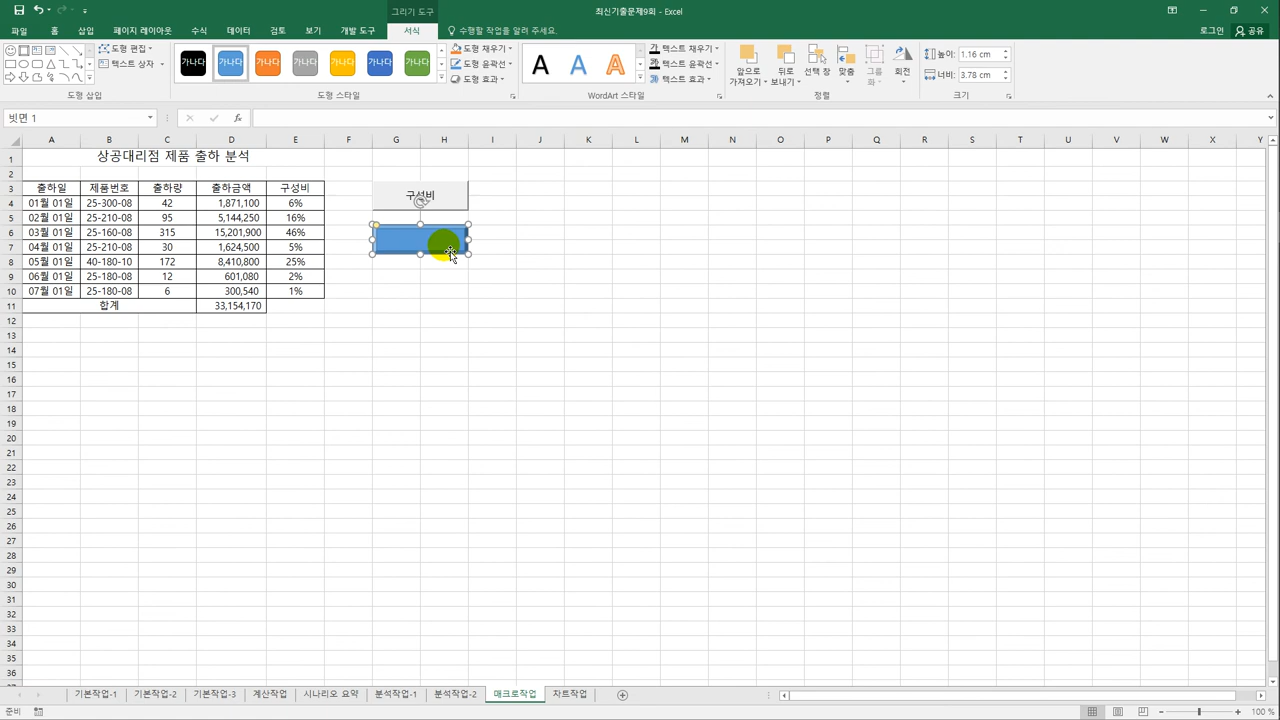 그리기 도구
최신기출문제9회 - Excel
파일 홈 삽입 페이지 레이아웃 수식 데이터 검토 보기 개발 도구 서식 수행할 작업을 알려 주세요. 로그인 공유
도형 편집 텍스트 상자
가나다 가나다 가나다 가나다 가나다 가나다 가나다
도형 채우기 도형 윤곽선 도형 효과
A A A
텍스트 채우기 텍스트 윤곽선 텍스트 효과
앞으로 가져오기 뒤로 보내기 선택 창 맞춤 그룹화 회전
높이: 1.16 cm
너비: 3.78 cm
도형 삽입 도형 스타일 WordArt 스타일 정렬 크기
빗면 1 fx
A B C D E F G H I J K L M N O P Q R S T U V W X Y
1 상공대리점 제품 출하 분석
2
3 출하일 제품번호 출하량 출하금액 구성비 구성비
4 01월 01일 25-300-08 42 1,871,100 6%
5 02월 01일 25-210-08 95 5,144,250 16%
6 03월 01일 25-160-08 315 15,201,900 46%
7 04월 01일 25-210-08 30 1,624,500 5%
8 05월 01일 40-180-10 172 8,410,800 25%
9 06월 01일 25-180-08 12 601,080 2%
10 07월 01일 25-180-08 6 300,540 1%
11 합계 33,154,170
12
13
14
15
16
17
18
19
20
21
22
23
24
25
26
27
28
29
30
31
32
33
34
35
36
기본작업-1 기본작업-2 기본작업-3 계산작업 시나리오 요약 분석작업-1 분석작업-2 매크로작업 차트작업
준비 100 %